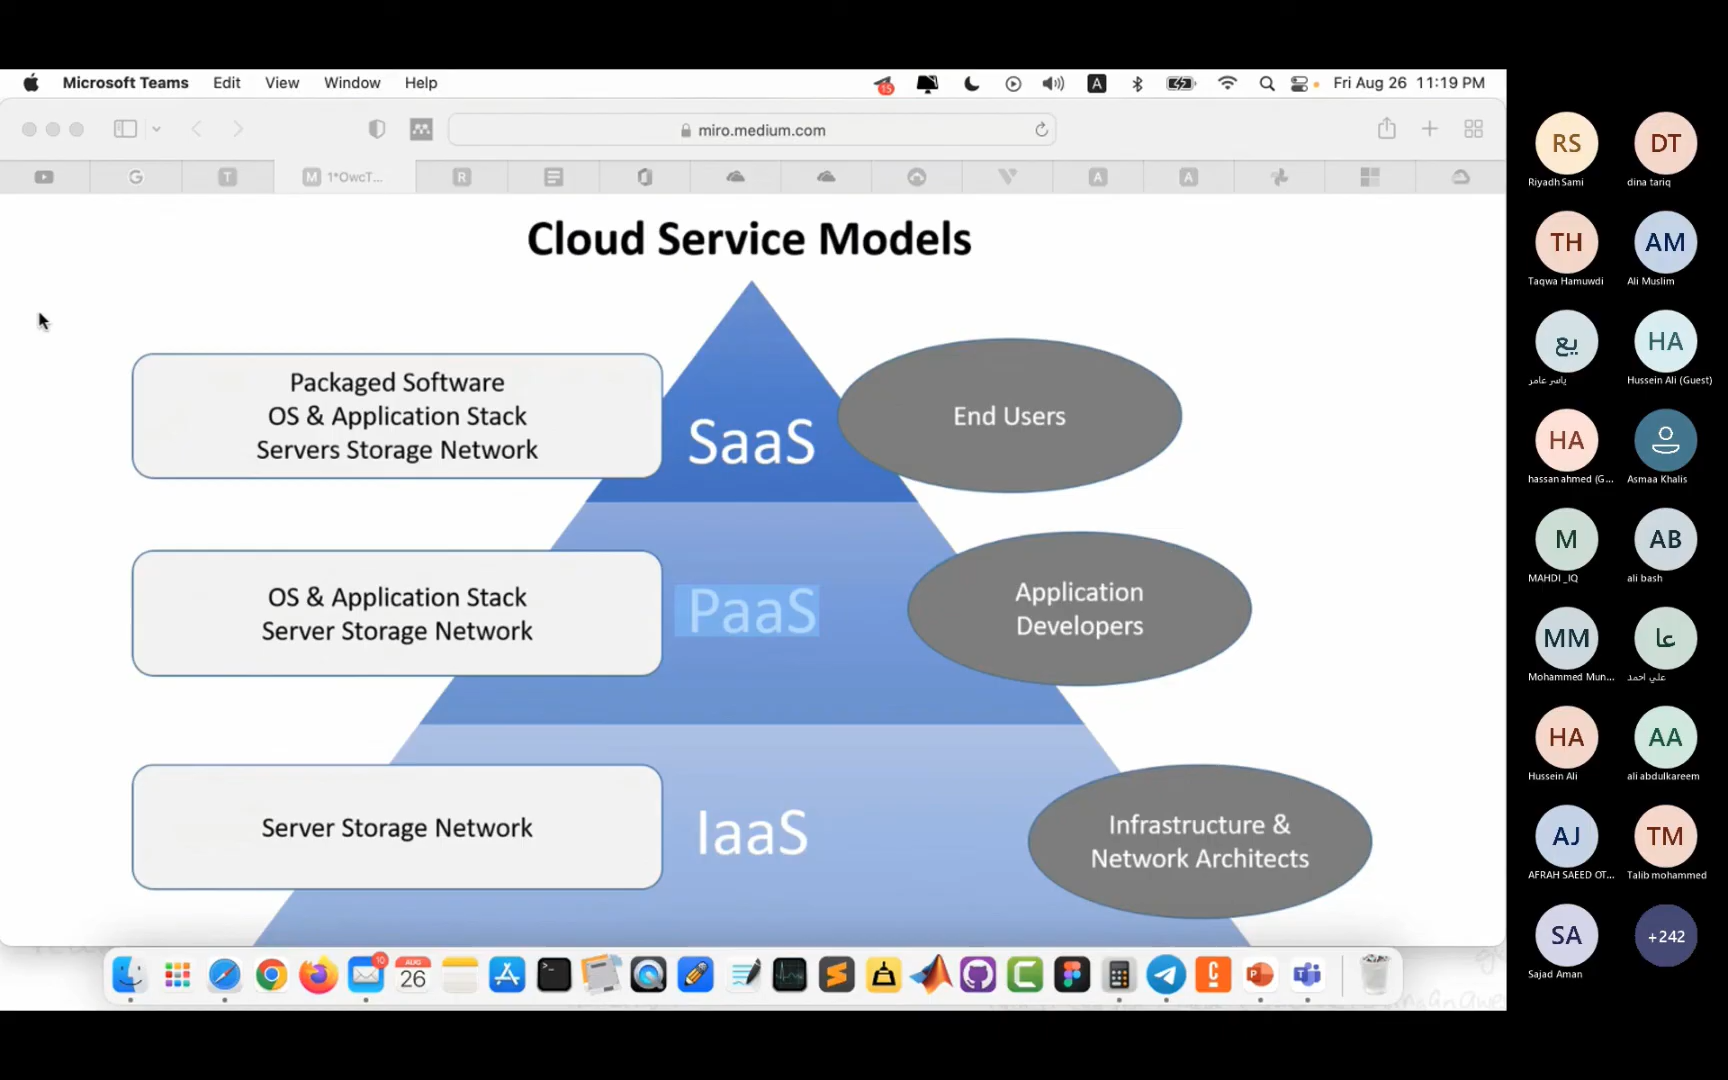 Microsoft Teams Edit View Window Help
15
A
Fri Aug 26 11:19 PM
miro.medium.com
G
T
M 1*OwcT...
R
A
A
Cloud Service Models
Packaged Software
OS & Application Stack
Servers Storage Network
SaaS
End Users
OS & Application Stack
Server Storage Network
PaaS
Application
Developers
Server Storage Network
IaaS
Infrastructure &
Network Architects
10
AUG
26
RS
Riyadh Sami
DT
dina tariq
TH
Taqwa Hamuwdi
AM
Ali Muslim
يع
ياسر عامر
HA
Hussein Ali (Guest)
HA
hassan ahmed (G...
Asmaa Khalis
M
MAHDI_IQ
AB
ali bash
MM
Mohammed Mun...
عا
علي احمد
HA
Hussein Ali
AA
ali abdulkareem
AJ
AFRAH SAEED OT...
TM
Talib mohammed
SA
Sajad Aman
+242